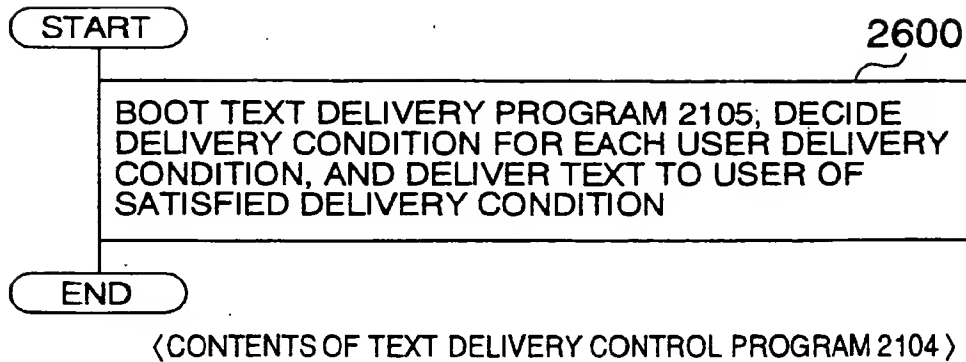 START
2600
BOOT TEXT DELIVERY PROGRAM 2105, DECIDE
DELIVERY CONDITION FOR EACH USER DELIVERY
CONDITION, AND DELIVER TEXT TO USER OF
SATISFIED DELIVERY CONDITION
END
〈CONTENTS OF TEXT DELIVERY CONTROL PROGRAM 2104〉